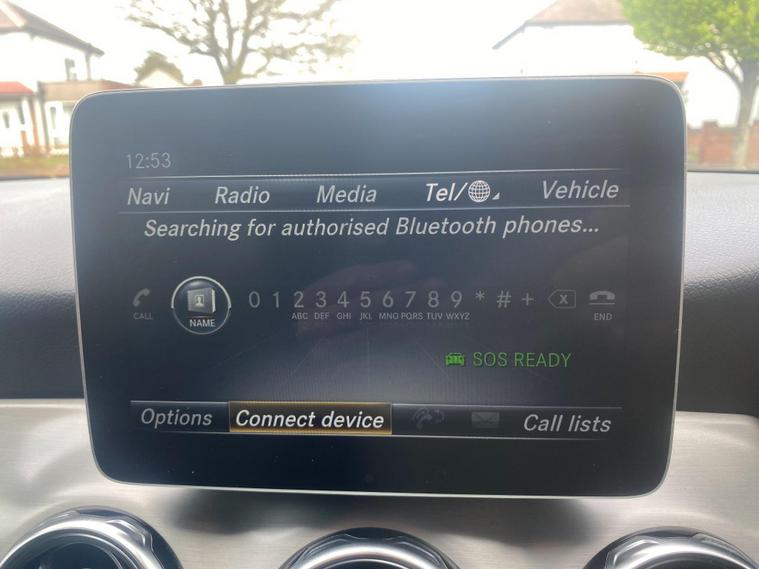 12:53
Navi Radio Media Tel/ Vehicle
Searching for authorised Bluetooth phones...
0 1 2 3 4 5 6 7 8 9 * # + X
CALL NAME ABC DEF GHI JKL MNO PQRS TUV WXYZ END
SOS READY
Options Connect device Call lists